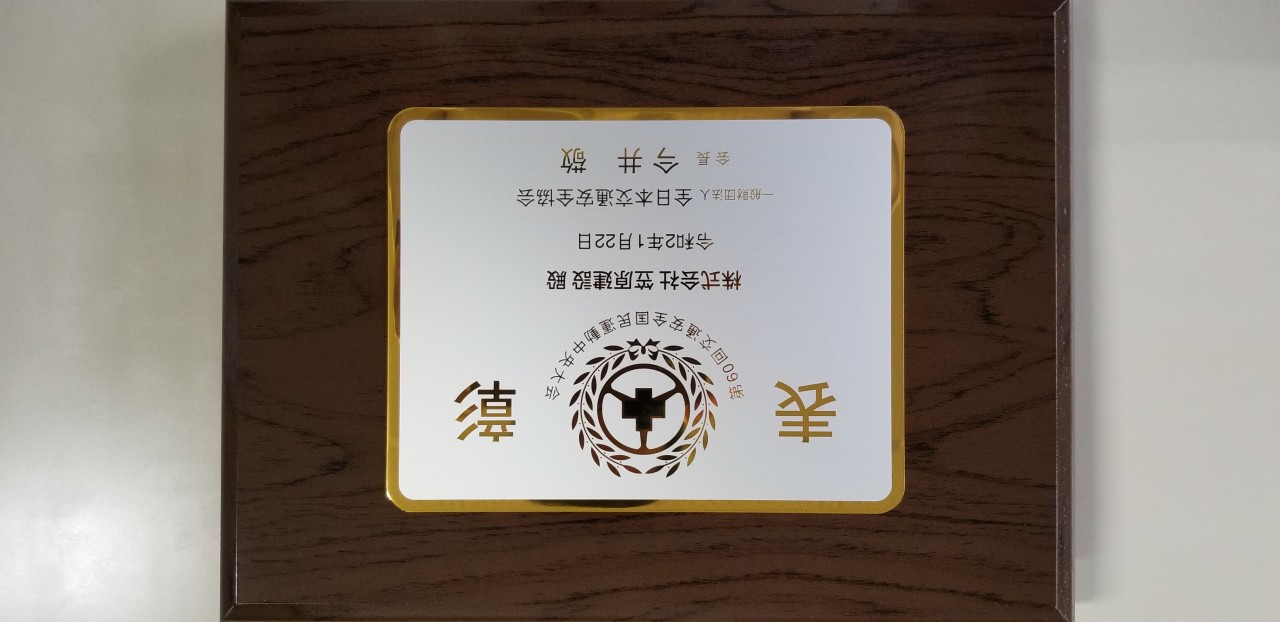 表彰
第60回交通安全国民運動中央大会
株式会社 笠原建設 殿
令和2年1月22日
一般財団法人 全日本交通安全協会
会長 今井 敬